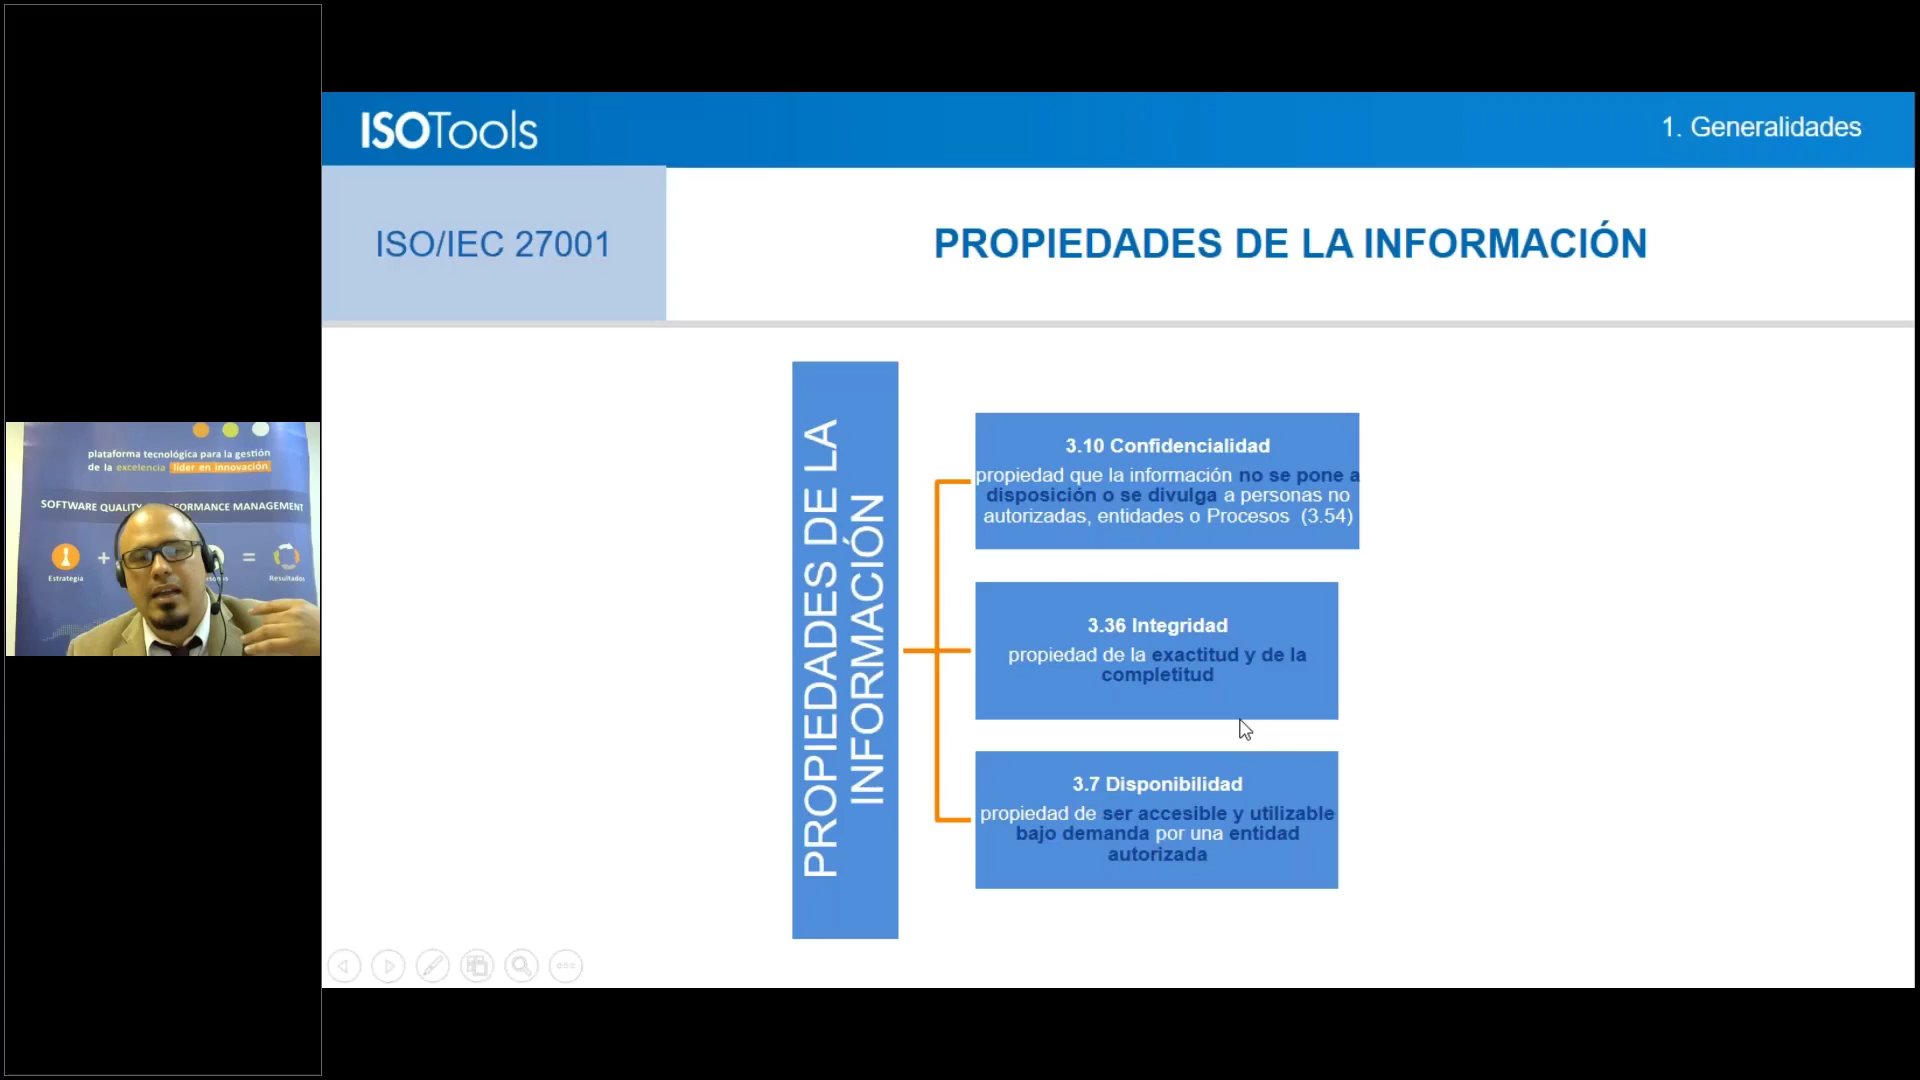 ISOTools
1. Generalidades
ISO/IEC 27001
PROPIEDADES DE LA INFORMACIÓN
plataforma tecnológica para la gestión
de la excelencia líder en innovación
SOFTWARE QUALITY PERFORMANCE MANAGEMENT
Estrategia
Resultados
PROPIEDADES DE LA
INFORMACIÓN
3.10 Confidencialidad
propiedad que la información no se pone a
disposición o se divulga a personas no
autorizadas, entidades o Procesos (3.54)
3.36 Integridad
propiedad de la exactitud y de la
completitud
3.7 Disponibilidad
propiedad de ser accesible y utilizable
bajo demanda por una entidad
autorizada